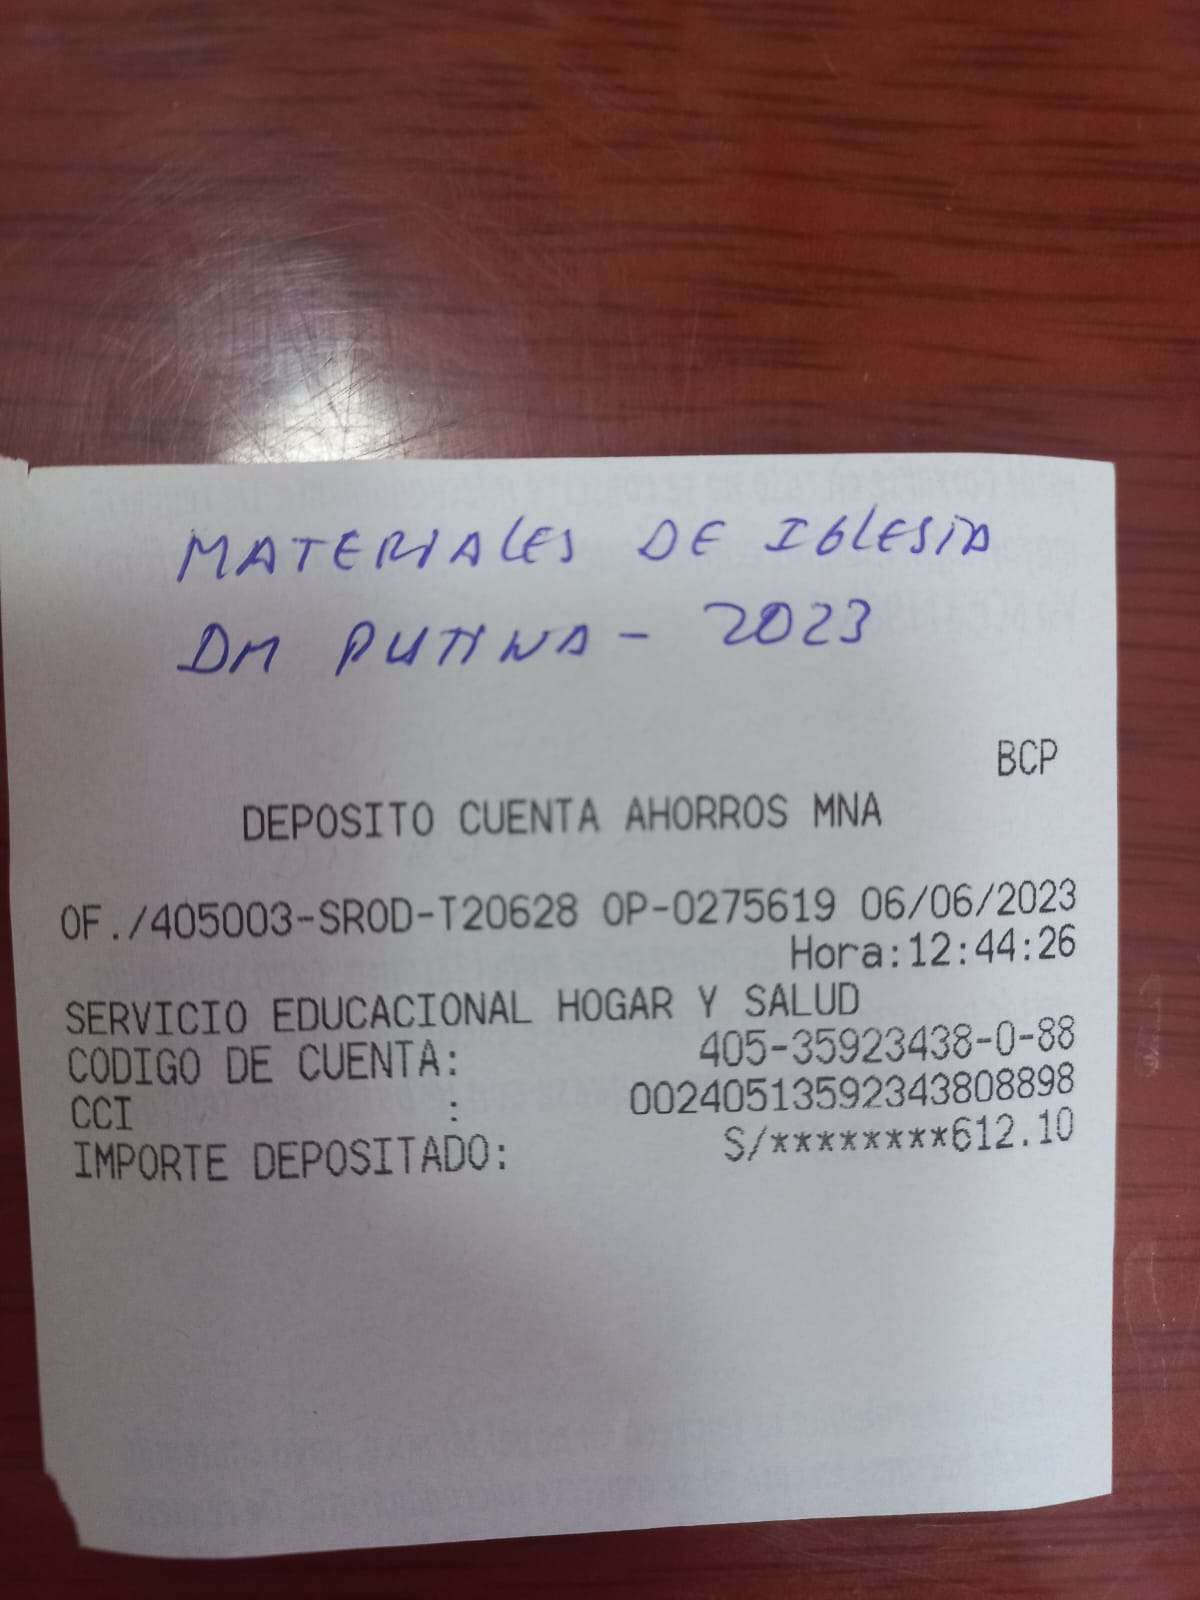 MATERIALES DE IGLESIA
DM PUTINA - 2023
BCP
DEPOSITO CUENTA AHORROS MNA
OF./405003-SROD-T20628 OP-0275619 06/06/2023
Hora:12:44:26
SERVICIO EDUCACIONAL HOGAR Y SALUD
CODIGO DE CUENTA: 405-35923438-0-88
CCI : 00240513592343808898
IMPORTE DEPOSITADO: S/********612.10